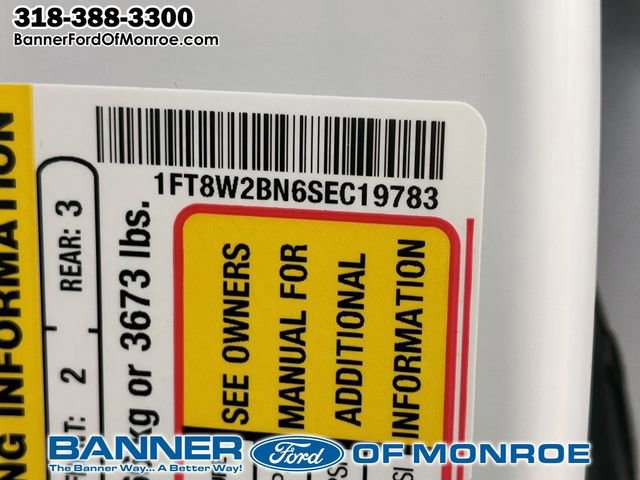 318-388-3300
BannerFordOfMonroe.com
1FT8W2BN6SEC19783
NG INFORMATION
REAR: 3
2
kg or 3673 lbs.
SEE OWNERS
MANUAL FOR
ADDITIONAL
INFORMATION
BANNER Ford OF MONROE
The Banner Way... A Better Way!